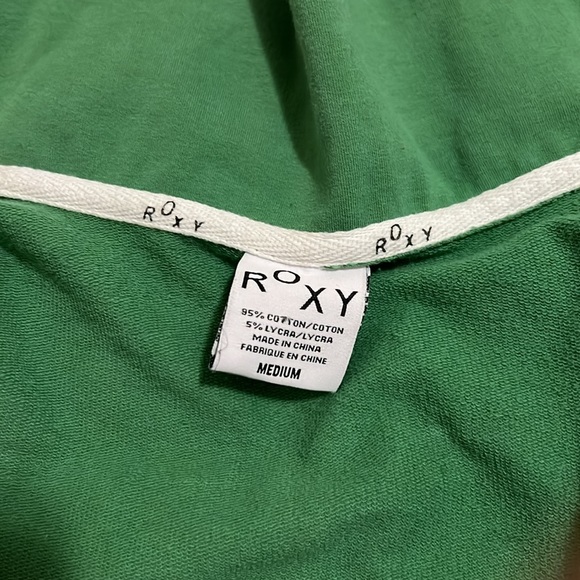 ROXY
ROXY
ROXY
95% COTTON/COTON
5% LYCRA/LYCRA
MADE IN CHINA
FABRIQUE EN CHINE
MEDIUM